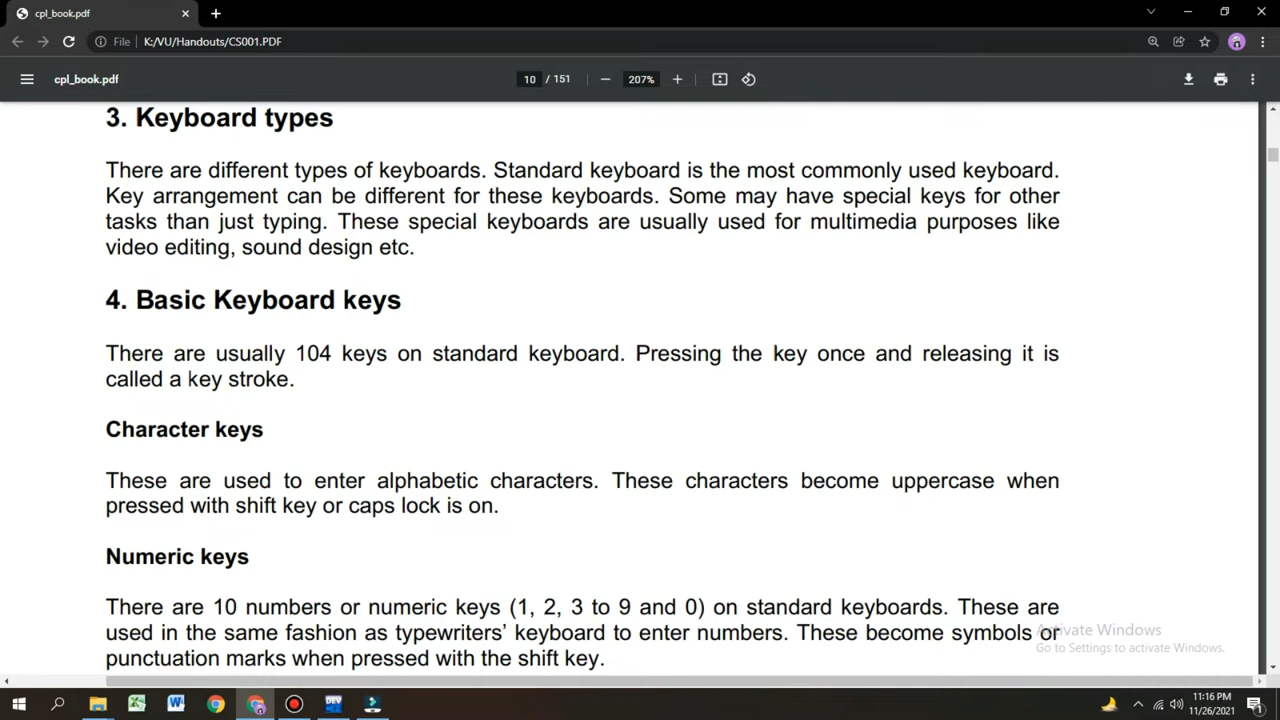 cpl_book.pdf
File K:/VU/Handouts/CS001.PDF
cpl_book.pdf
10 / 151
207%
3. Keyboard types
There are different types of keyboards. Standard keyboard is the most commonly used keyboard.
Key arrangement can be different for these keyboards. Some may have special keys for other
tasks than just typing. These special keyboards are usually used for multimedia purposes like
video editing, sound design etc.
4. Basic Keyboard keys
There are usually 104 keys on standard keyboard. Pressing the key once and releasing it is
called a key stroke.
Character keys
These are used to enter alphabetic characters. These characters become uppercase when
pressed with shift key or caps lock is on.
Numeric keys
There are 10 numbers or numeric keys (1, 2, 3 to 9 and 0) on standard keyboards. These are
used in the same fashion as typewriters’ keyboard to enter numbers. These become symbols or
punctuation marks when pressed with the shift key.
Activate Windows
Go to Settings to activate Windows.
DEV
11:16 PM
11/26/2021
1